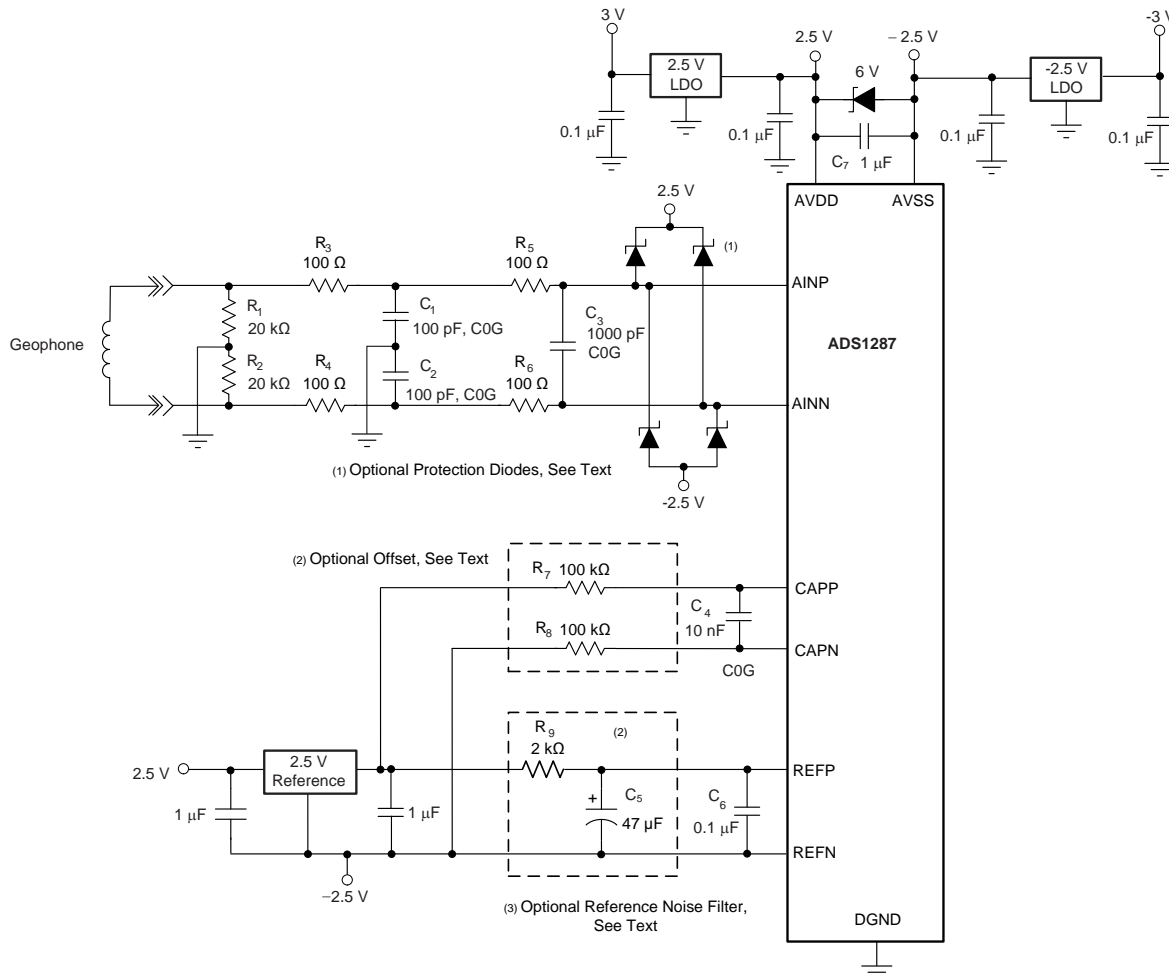 3 V
2.5 V
− 2.5 V
-3 V
2.5 V
LDO
6 V
-2.5 V
LDO
0.1 µF
0.1 µF
0.1 µF
0.1 µF
C7 1 µF
AVDD
AVSS
2.5 V
(1)
R3
100 Ω
R5
100 Ω
AINP
R1
20 kΩ
C1
100 pF, C0G
C3
1000 pF
C0G
ADS1287
Geophone
R2
20 kΩ
R4
100 Ω
C2
100 pF, C0G
R6
100 Ω
AINN
(1) Optional Protection Diodes, See Text
-2.5 V
(2) Optional Offset, See Text
R7 100 kΩ
CAPP
C4
10 nF
R8 100 kΩ
CAPN
C0G
R9
2 kΩ
(2)
2.5 V
2.5 V
Reference
REFP
1 µF
1 µF
+
C5
47 µF
C6
0.1 µF
REFN
−2.5 V
(3) Optional Reference Noise Filter,
See Text
DGND